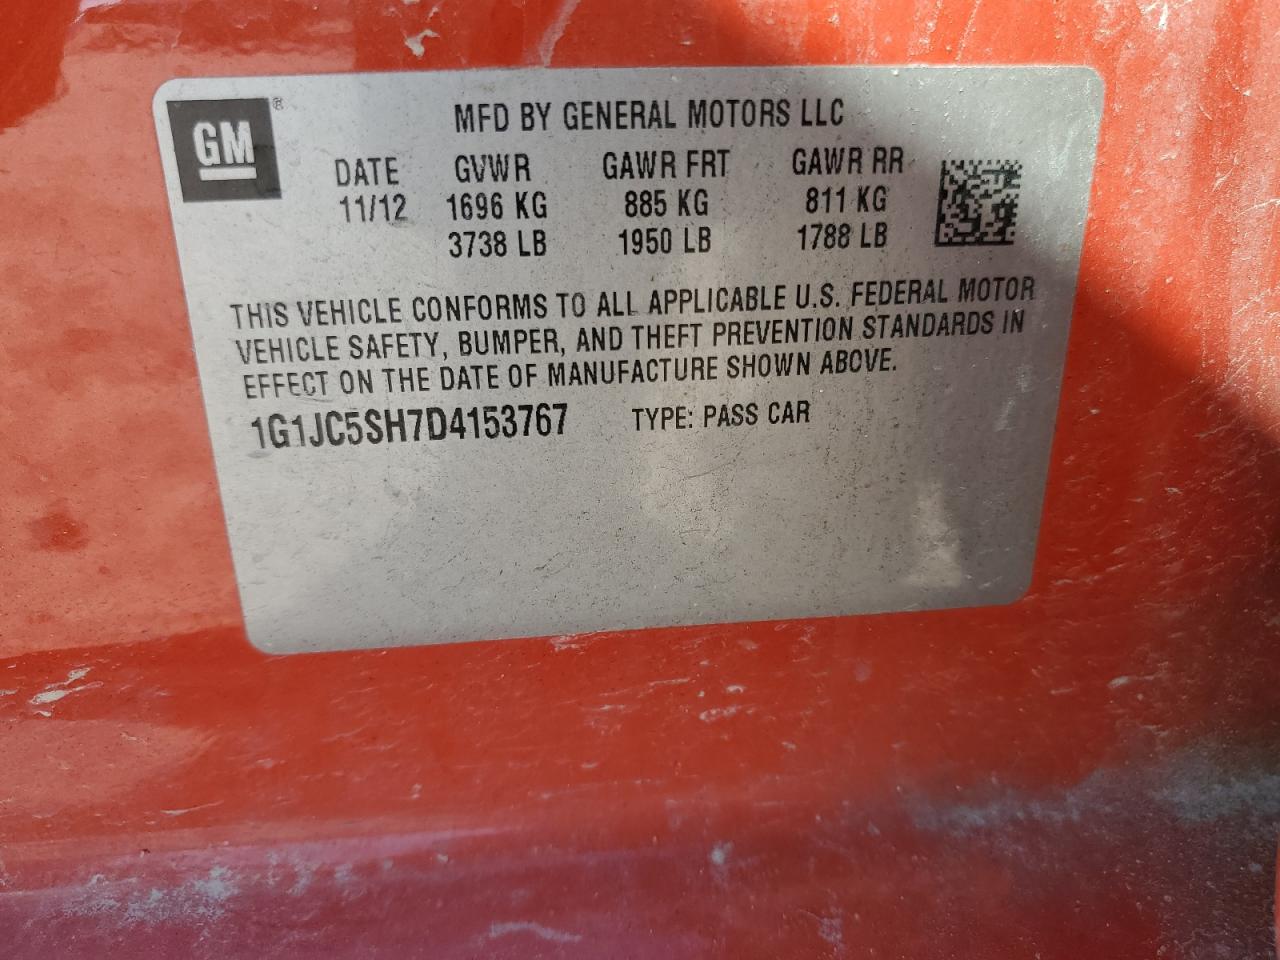 GM®
MFD BY GENERAL MOTORS LLC
DATE GVWR GAWR FRT GAWR RR
11/12 1696 KG 885 KG 811 KG
3738 LB 1950 LB 1788 LB
THIS VEHICLE CONFORMS TO ALL APPLICABLE U.S. FEDERAL MOTOR
VEHICLE SAFETY, BUMPER, AND THEFT PREVENTION STANDARDS IN
EFFECT ON THE DATE OF MANUFACTURE SHOWN ABOVE.
1G1JC5SH7D4153767 TYPE: PASS CAR